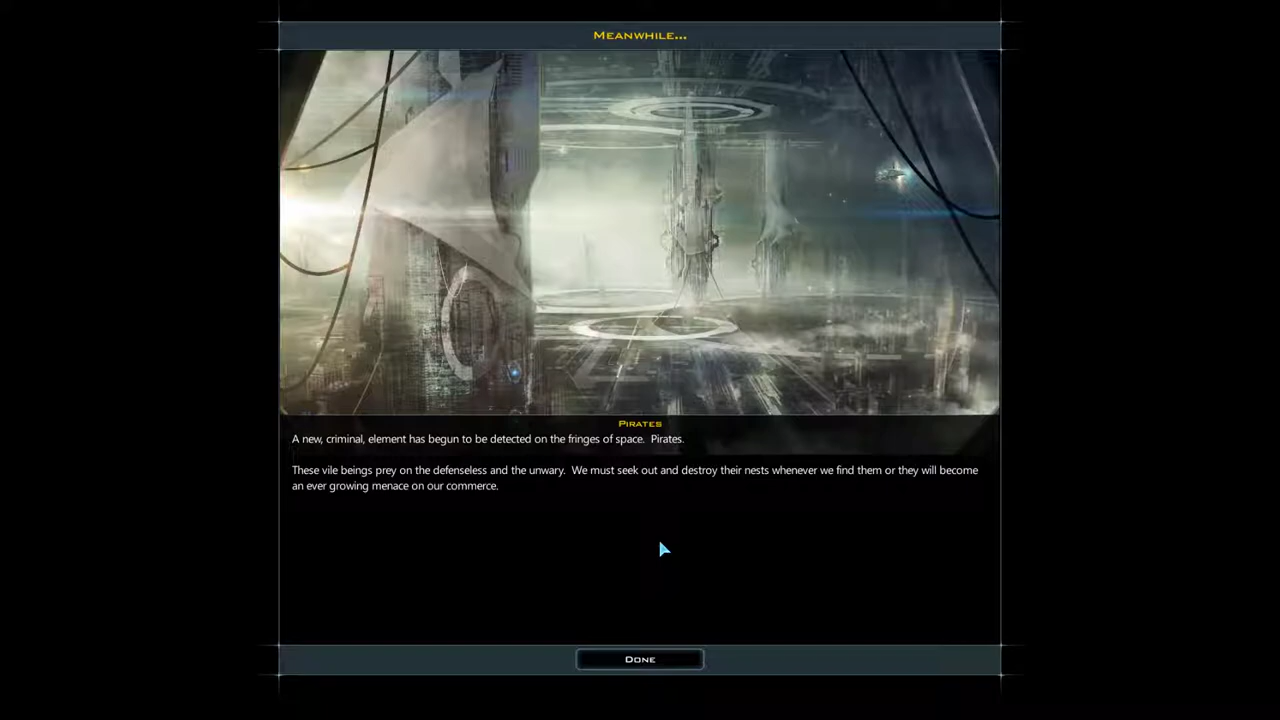 Meanwhile...
Pirates
A new, criminal, element has begun to be detected on the fringes of space.  Pirates.
These vile beings prey on the defenseless and the unwary.  We must seek out and destroy their nests whenever we find them or they will become
an ever growing menace on our commerce.
Done